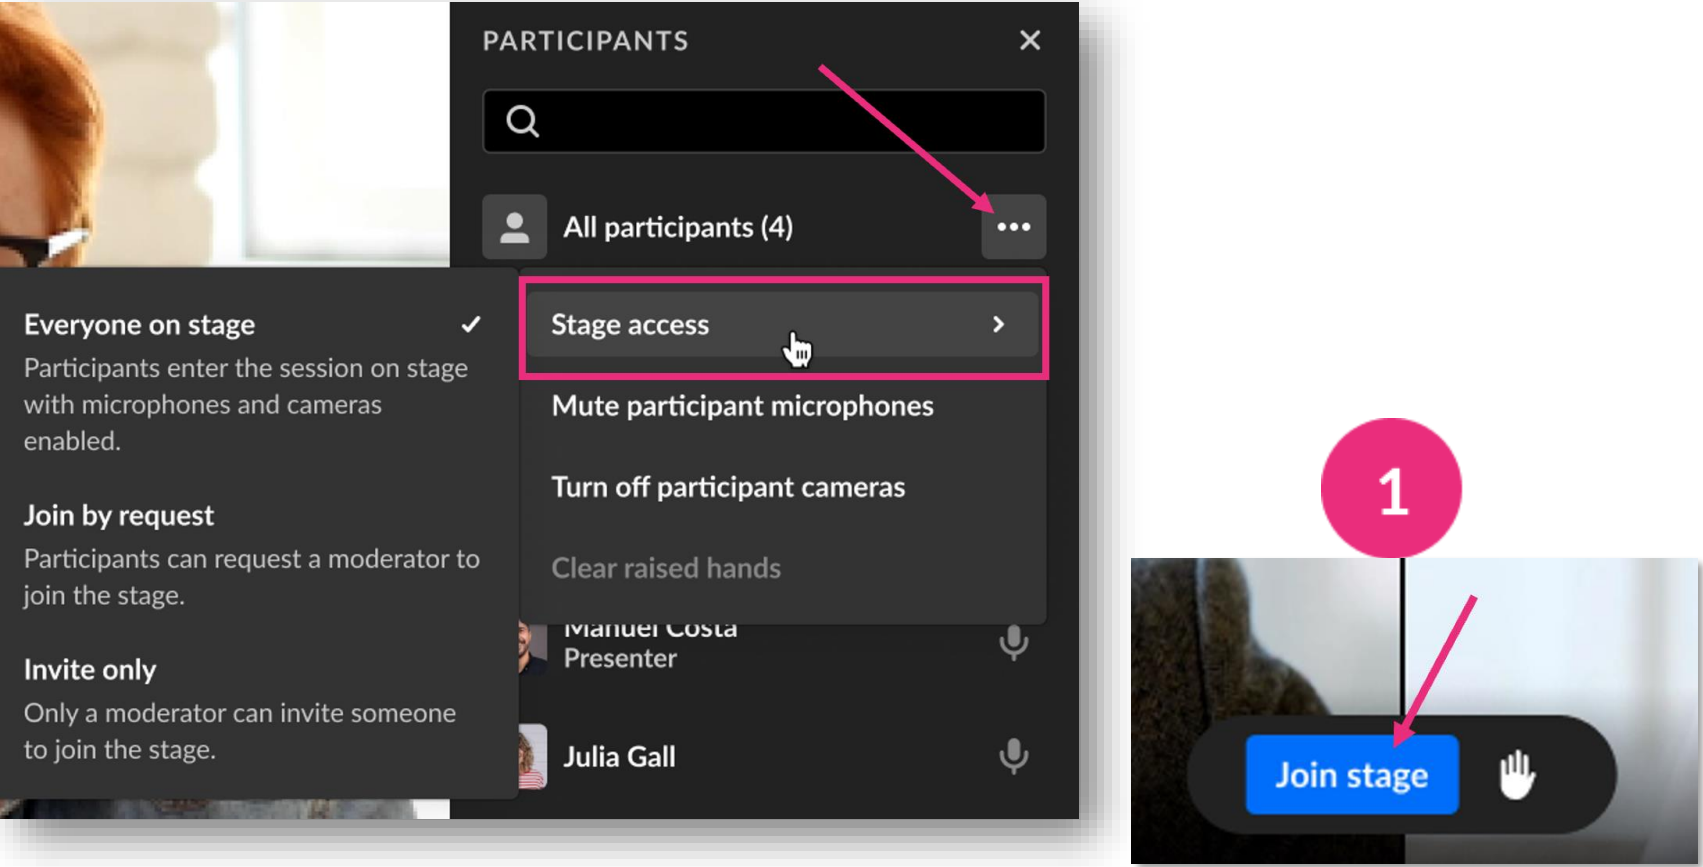 PARTICIPANTS
All participants (4)
Stage access
Mute participant microphones
Turn off participant cameras
Clear raised hands
Manuel Costa
Presenter
Julia Gall
Everyone on stage
Participants enter the session on stage
with microphones and cameras
enabled.
Join by request
Participants can request a moderator to
join the stage.
Invite only
Only a moderator can invite someone
to join the stage.
1
Join stage